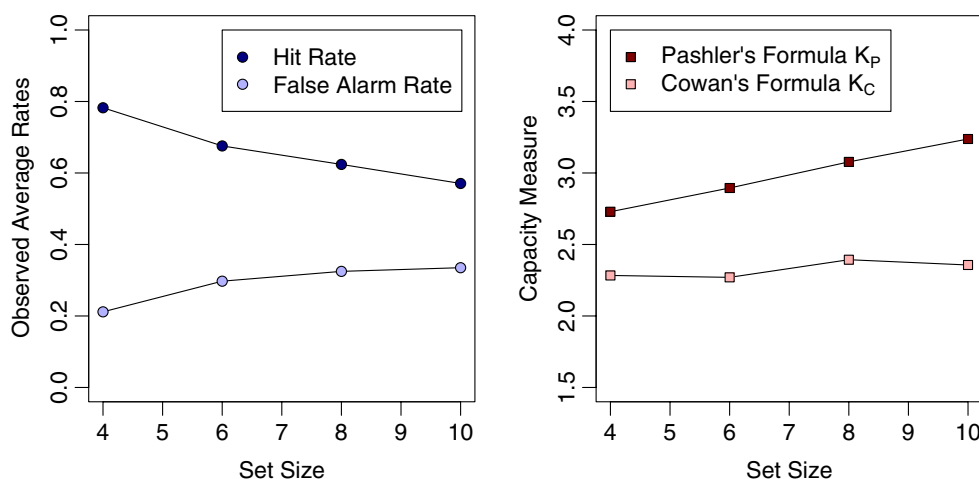 Observed Average Rates
1.0
0.8
0.6
0.4
0.2
0.0
Hit Rate
False Alarm Rate
4 5 6 7 8 9 10
Set Size
Capacity Measure
4.0
3.5
3.0
2.5
2.0
1.5
Pashler's Formula K_P
Cowan's Formula K_C
4 5 6 7 8 9 10
Set Size